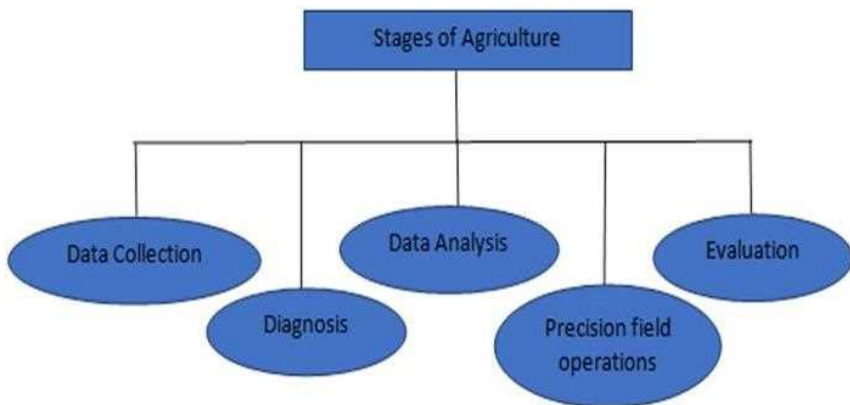 Stages of Agriculture
Data Collection
Diagnosis
Data Analysis
Precision field
operations
Evaluation